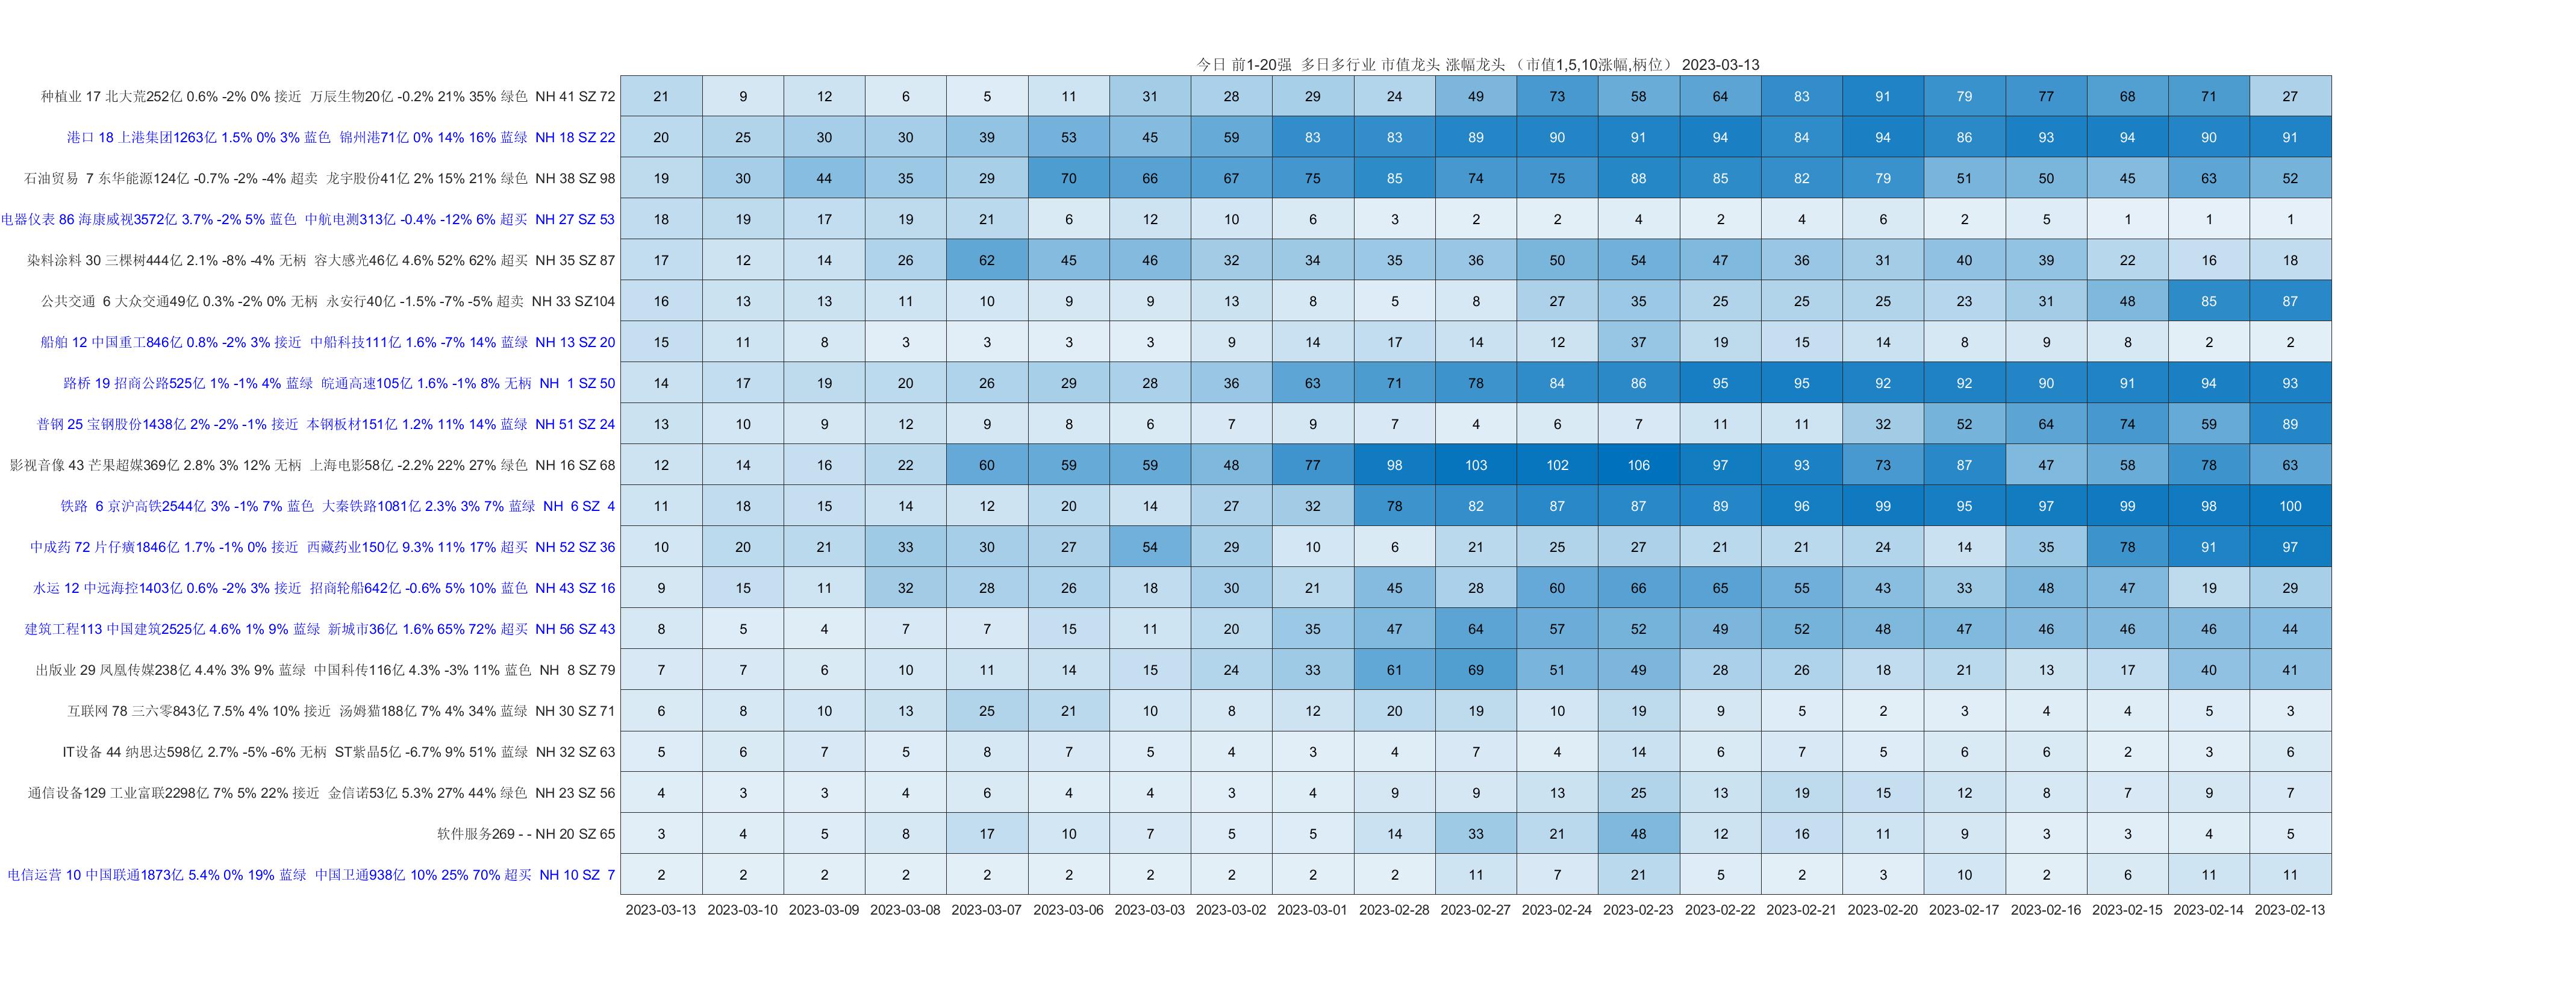 今日 前1-20强 多日多行业 市值龙头 涨幅龙头 （市值1,5,10涨幅,柄位） 2023-03-13
种植业 17 北大荒252亿 0.6% -2% 0% 接近 万辰生物20亿 -0.2% 21% 35% 绿色 NH 41 SZ 72 21 9 12 6 5 11 31 28 29 24 49 73 58 64 83 91 79 77 68 71 27
港口 18 上港集团1263亿 1.5% 0% 3% 蓝色 锦州港71亿 0% 14% 16% 蓝绿 NH 18 SZ 22 20 25 30 30 39 53 45 59 83 83 89 90 91 94 84 94 86 93 94 90 91
石油贸易 7 东华能源124亿 -0.7% -2% -4% 超卖 龙宇股份41亿 2% 15% 21% 绿色 NH 38 SZ 98 19 30 44 35 29 70 66 67 75 85 74 75 88 85 82 79 51 50 45 63 52
电器仪表 86 海康威视3572亿 3.7% -2% 5% 蓝色 中航电测313亿 -0.4% -12% 6% 超买 NH 27 SZ 53 18 19 17 19 21 6 12 10 6 3 2 2 4 2 4 6 2 5 1 1 1
染料涂料 30 三棵树444亿 2.1% -8% -4% 无柄 容大感光46亿 4.6% 52% 62% 超买 NH 35 SZ 87 17 12 14 26 62 45 46 32 34 35 36 50 54 47 36 31 40 39 22 16 18
公共交通 6 大众交通49亿 0.3% -2% 0% 无柄 永安行40亿 -1.5% -7% -5% 超卖 NH 33 SZ104 16 13 13 11 10 9 9 13 8 5 8 27 35 25 25 25 23 31 48 85 87
船舶 12 中国重工846亿 0.8% -2% 3% 接近 中船科技111亿 1.6% -7% 14% 蓝绿 NH 13 SZ 20 15 11 8 3 3 3 3 9 14 17 14 12 37 19 15 14 8 9 8 2 2
路桥 19 招商公路525亿 1% -1% 4% 蓝绿 皖通高速105亿 1.6% -1% 8% 无柄 NH 1 SZ 50 14 17 19 20 26 29 28 36 63 71 78 84 86 95 95 92 92 90 91 94 93
普钢 25 宝钢股份1438亿 2% -2% -1% 接近 本钢板材151亿 1.2% 11% 14% 蓝绿 NH 51 SZ 24 13 10 9 12 9 8 6 7 9 7 4 6 7 11 11 32 52 64 74 59 89
影视音像 43 芒果超媒369亿 2.8% 3% 12% 无柄 上海电影58亿 -2.2% 22% 27% 绿色 NH 16 SZ 68 12 14 16 22 60 59 59 48 77 98 103 102 106 97 93 73 87 47 58 78 63
铁路 6 京沪高铁2544亿 3% -1% 7% 蓝色 大秦铁路1081亿 2.3% 3% 7% 蓝绿 NH 6 SZ 4 11 18 15 14 12 20 14 27 32 78 82 87 87 89 96 99 95 97 99 98 100
中成药 72 片仔癀1846亿 1.7% -1% 0% 接近 西藏药业150亿 9.3% 11% 17% 超买 NH 52 SZ 36 10 20 21 33 30 27 54 29 10 6 21 25 27 21 21 24 14 35 78 91 97
水运 12 中远海控1403亿 0.6% -2% 3% 接近 招商轮船642亿 -0.6% 5% 10% 蓝色 NH 43 SZ 16 9 15 11 32 28 26 18 30 21 45 28 60 66 65 55 43 33 48 47 19 29
建筑工程113 中国建筑2525亿 4.6% 1% 9% 蓝绿 新城市36亿 1.6% 65% 72% 超买 NH 56 SZ 43 8 5 4 7 7 15 11 20 35 47 64 57 52 49 52 48 47 46 46 46 44
出版业 29 凤凰传媒238亿 4.4% 3% 9% 蓝绿 中国科传116亿 4.3% -3% 11% 蓝色 NH 8 SZ 79 7 7 6 10 11 14 15 24 33 61 69 51 49 28 26 18 21 13 17 40 41
互联网 78 三六零843亿 7.5% 4% 10% 接近 汤姆猫188亿 7% 4% 34% 蓝绿 NH 30 SZ 71 6 8 10 13 25 21 10 8 12 20 19 10 19 9 5 2 3 4 4 5 3
IT设备 44 纳思达598亿 2.7% -5% -6% 无柄 ST紫晶5亿 -6.7% 9% 51% 蓝绿 NH 32 SZ 63 5 6 7 5 8 7 5 4 3 4 7 4 14 6 7 5 6 6 2 3 6
通信设备129 工业富联2298亿 7% 5% 22% 接近 金信诺53亿 5.3% 27% 44% 绿色 NH 23 SZ 56 4 3 3 4 6 4 4 3 4 9 9 13 25 13 19 15 12 8 7 9 7
软件服务269 - - NH 20 SZ 65 3 4 5 8 17 10 7 5 5 14 33 21 48 12 16 11 9 3 3 4 5
电信运营 10 中国联通1873亿 5.4% 0% 19% 蓝绿 中国卫通938亿 10% 25% 70% 超买 NH 10 SZ 7 2 2 2 2 2 2 2 2 2 2 11 7 21 5 2 3 10 2 6 11 11
2023-03-13 2023-03-10 2023-03-09 2023-03-08 2023-03-07 2023-03-06 2023-03-03 2023-03-02 2023-03-01 2023-02-28 2023-02-27 2023-02-24 2023-02-23 2023-02-22 2023-02-21 2023-02-20 2023-02-17 2023-02-16 2023-02-15 2023-02-14 2023-02-13